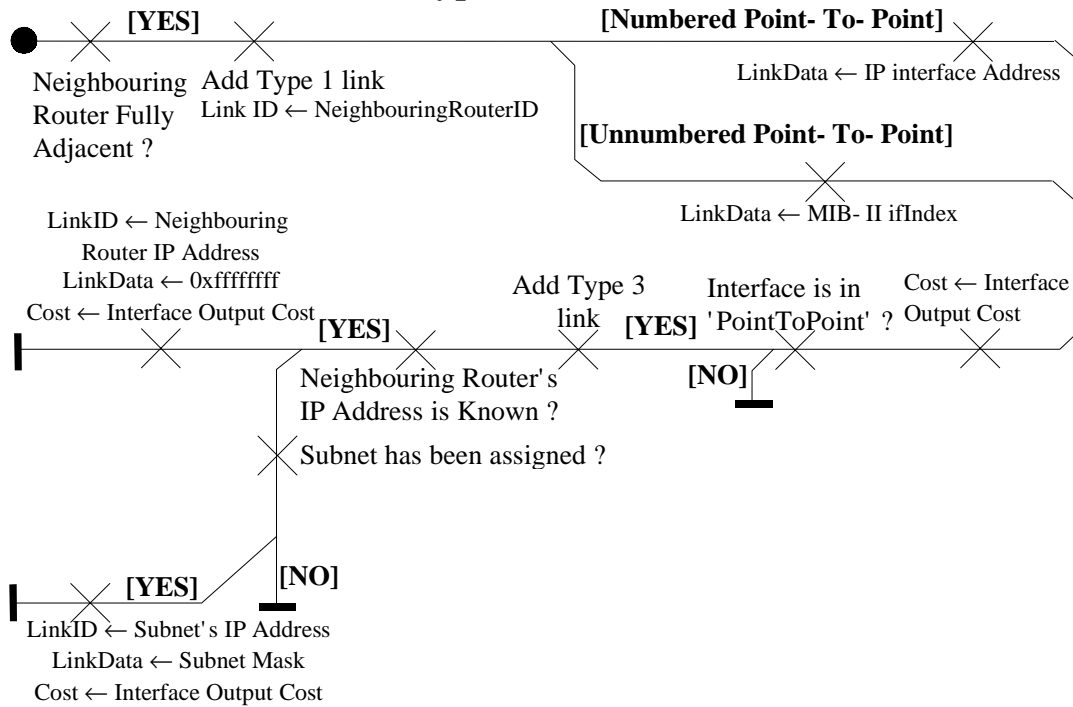 [YES]
[Numbered Point- To- Point]
Neighbouring
Router Fully
Adjacent ?
Add Type 1 link
Link ID ← NeighbouringRouterID
LinkData ← IP interface Address
[Unnumbered Point- To- Point]
LinkData ← MIB- II ifIndex
LinkID ← Neighbouring
Router IP Address
LinkData ← 0xffffffff
Cost ← Interface Output Cost
[YES]
Add Type 3
link
[YES]
Interface is in
'PointToPoint' ?
Cost ← Interface
Output Cost
[NO]
Neighbouring Router's
IP Address is Known ?
Subnet has been assigned ?
[YES]
[NO]
LinkID ← Subnet's IP Address
LinkData ← Subnet Mask
Cost ← Interface Output Cost